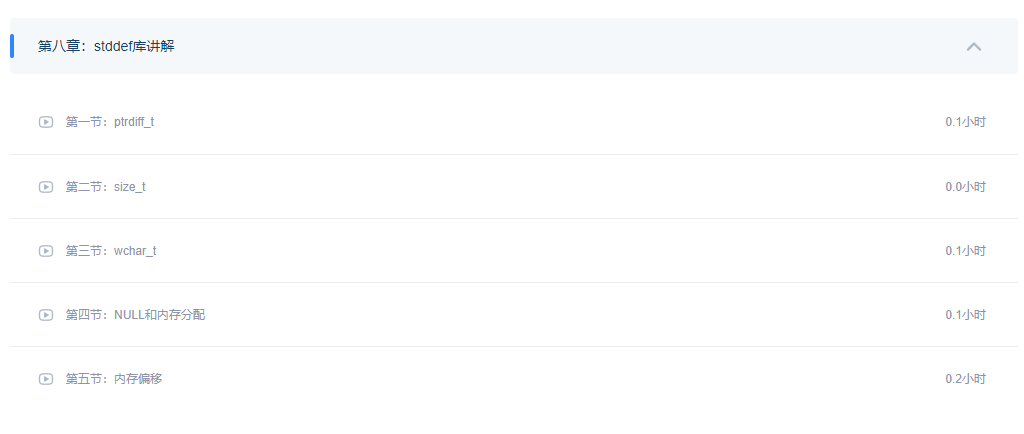 第八章：stddef库讲解
第一节：ptrdiff_t 0.1小时
第二节：size_t 0.0小时
第三节：wchar_t 0.1小时
第四节：NULL和内存分配 0.1小时
第五节：内存偏移 0.2小时